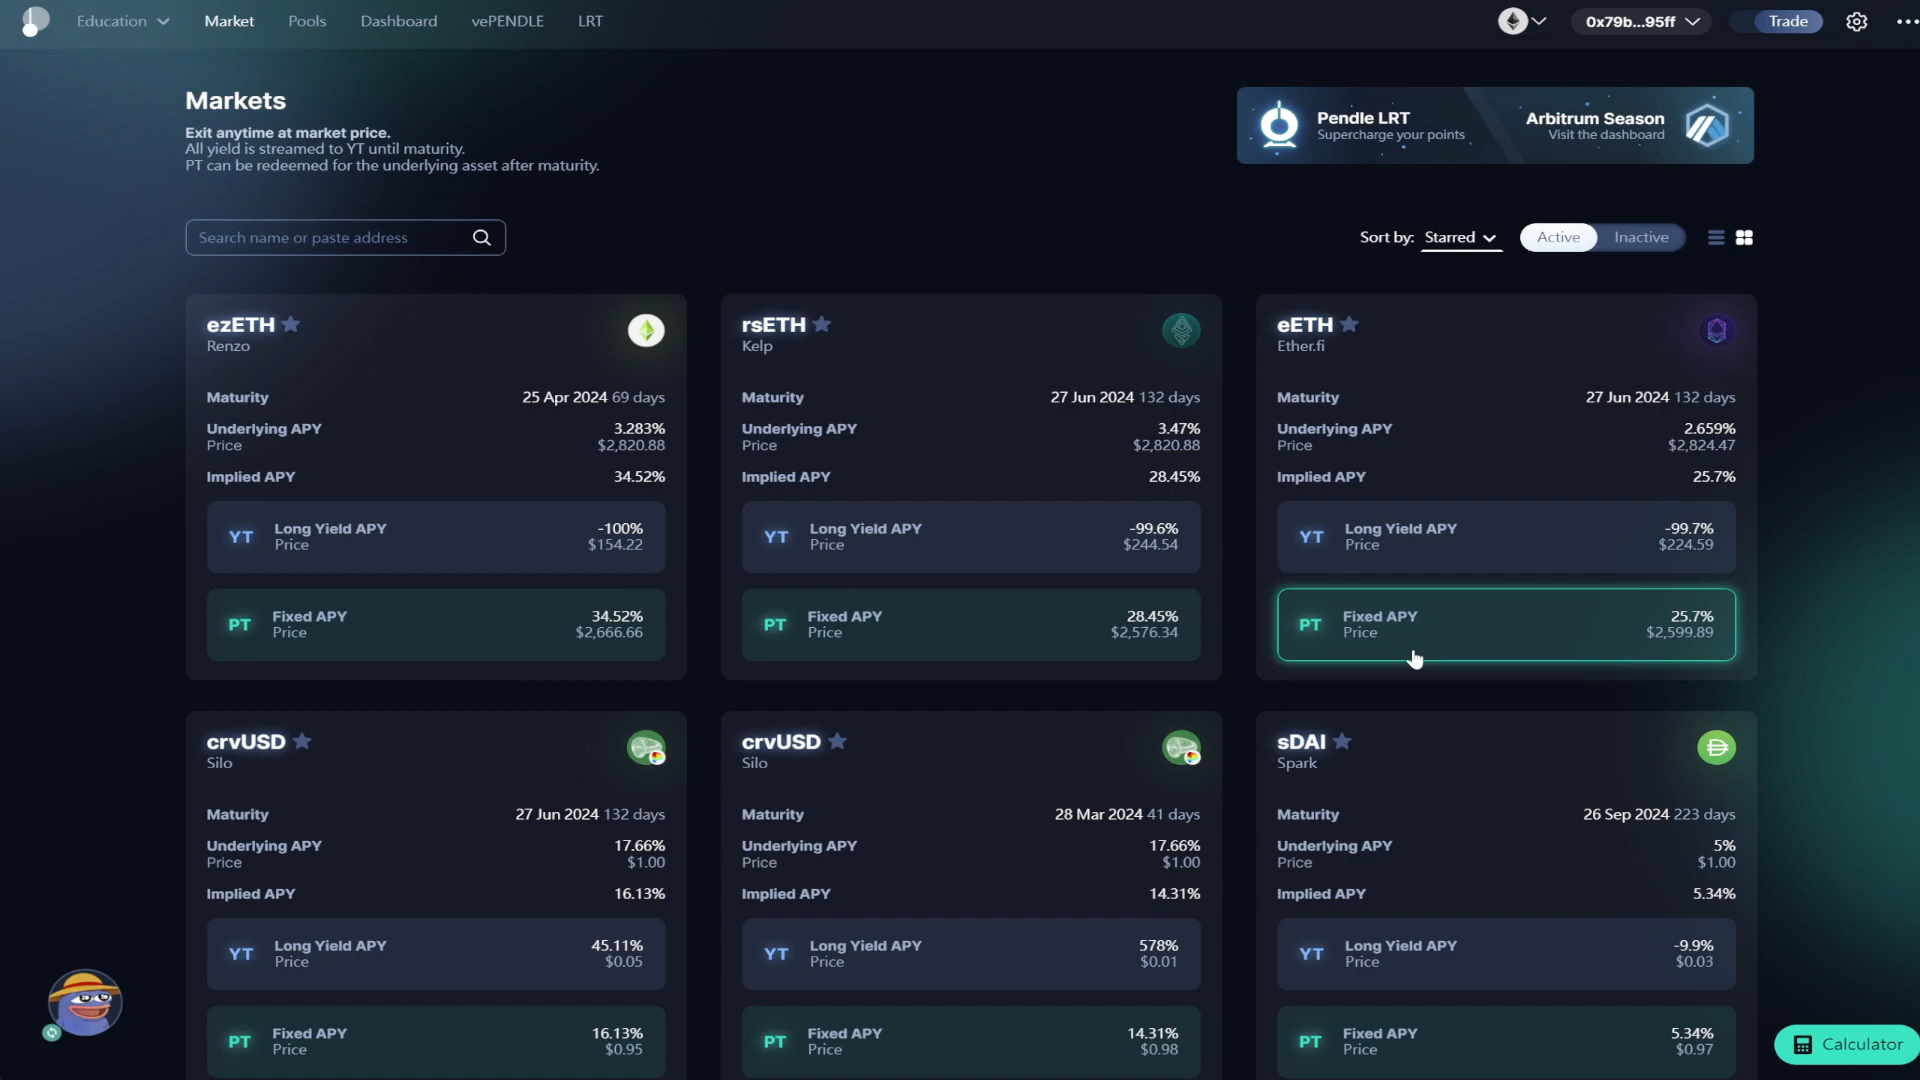 Education
Market
Pools
Dashboard
vePENDLE
LRT
0x79b...95ff
Trade
Markets
Exit anytime at market price.
All yield is streamed to YT until maturity.
PT can be redeemed for the underlying asset after maturity.
Pendle LRT
Supercharge your points
Arbitrum Season
Visit the dashboard
Search name or paste address
Sort by: Starred
Active
Inactive
ezETH
Renzo
Maturity 25 Apr 2024 69 days
Underlying APY 3.283%
Price $2,820.88
Implied APY 34.52%
YT Long Yield APY -100%
Price $154.22
PT Fixed APY 34.52%
Price $2,666.66
rsETH
Kelp
Maturity 27 Jun 2024 132 days
Underlying APY 3.47%
Price $2,820.88
Implied APY 28.45%
YT Long Yield APY -99.6%
Price $244.54
PT Fixed APY 28.45%
Price $2,576.34
eETH
Ether.fi
Maturity 27 Jun 2024 132 days
Underlying APY 2.659%
Price $2,824.47
Implied APY 25.7%
YT Long Yield APY -99.7%
Price $224.59
PT Fixed APY 25.7%
Price $2,599.89
crvUSD
Silo
Maturity 27 Jun 2024 132 days
Underlying APY 17.66%
Price $1.00
Implied APY 16.13%
YT Long Yield APY 45.11%
Price $0.05
PT Fixed APY 16.13%
Price $0.95
crvUSD
Silo
Maturity 28 Mar 2024 41 days
Underlying APY 17.66%
Price $1.00
Implied APY 14.31%
YT Long Yield APY 578%
Price $0.01
PT Fixed APY 14.31%
Price $0.98
sDAI
Spark
Maturity 26 Sep 2024 223 days
Underlying APY 5%
Price $1.00
Implied APY 5.34%
YT Long Yield APY -9.9%
Price $0.03
PT Fixed APY 5.34%
Price $0.97
Calculator